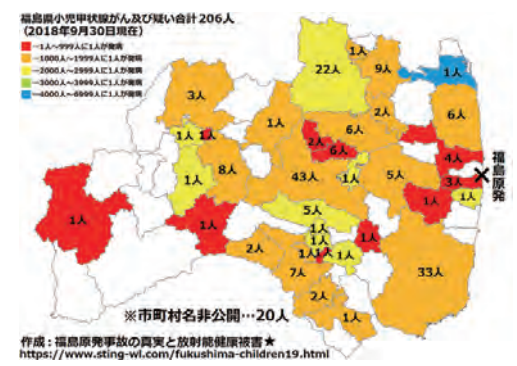 福島県小児甲状腺がん及び疑い合計206人
(2018年9月30日現在)
=1人~999人に1人が発病
=1000人~1999人に1人が発病
=2000人~2999人に1人が発病
=3000人~3999人に1人が発病
=4000人~6999人に1人が発病
1人
22人
9人
1人
3人
2人
6人
1人
6人
1人
1人
2人
6人
4人
8人
43人
1人
5人
3人
1人
1人
1人
1人
1人
5人
1人
1人
1人
2人
1人
1人
1人
7人
33人
2人
1人
福島原発
※市町村名非公開…20人
作成:福島原発事故の真実と放射能健康被害★
https://www.sting-wl.com/fukushima-children19.html